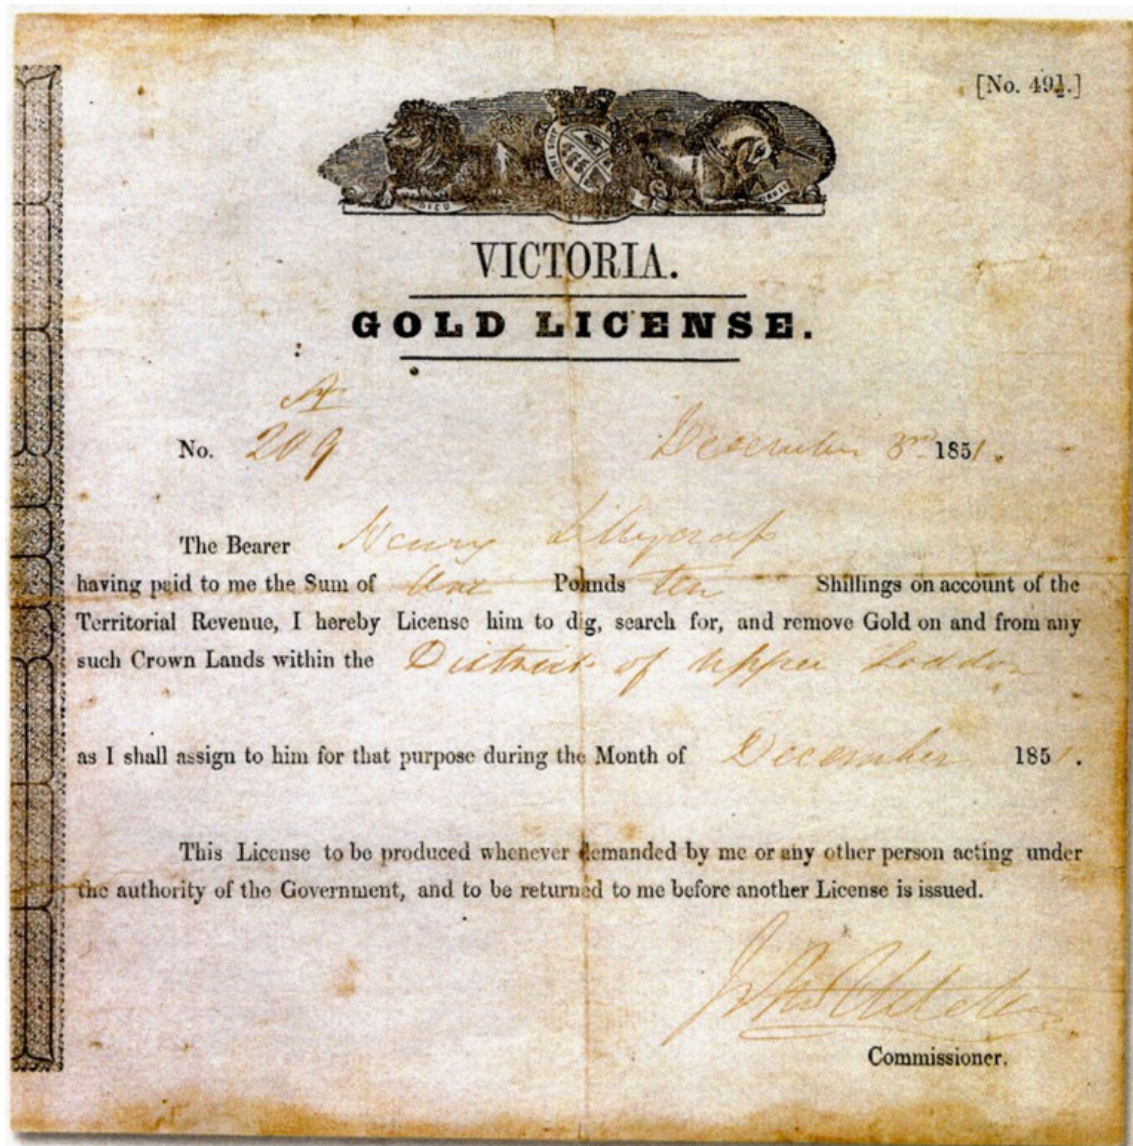 [No. 49½.]
DIEU
VICTORIA.
GOLD LICENSE.
A
No. 209 December 3rd 1851.
The Bearer Henry
having paid to me the Sum of One Pounds ten Shillings on account of the
Territorial Revenue, I hereby License him to dig, search for, and remove Gold on and from any
such Crown Lands within the District of Upper Loddon
as I shall assign to him for that purpose during the Month of December 1851.
This License to be produced whenever demanded by me or any other person acting under
the authority of the Government, and to be returned to me before another License is issued.
Commissioner.